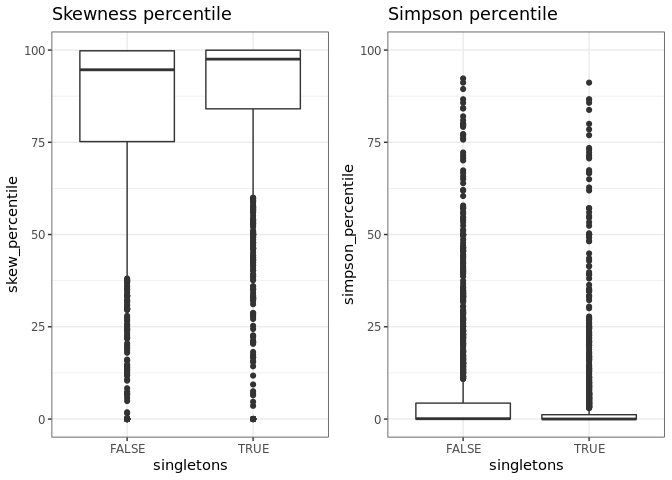 Skewness percentile
skew_percentile
100
75
50
25
0
FALSE
TRUE
singletons
Simpson percentile
simpson_percentile
100
75
50
25
0
FALSE
TRUE
singletons